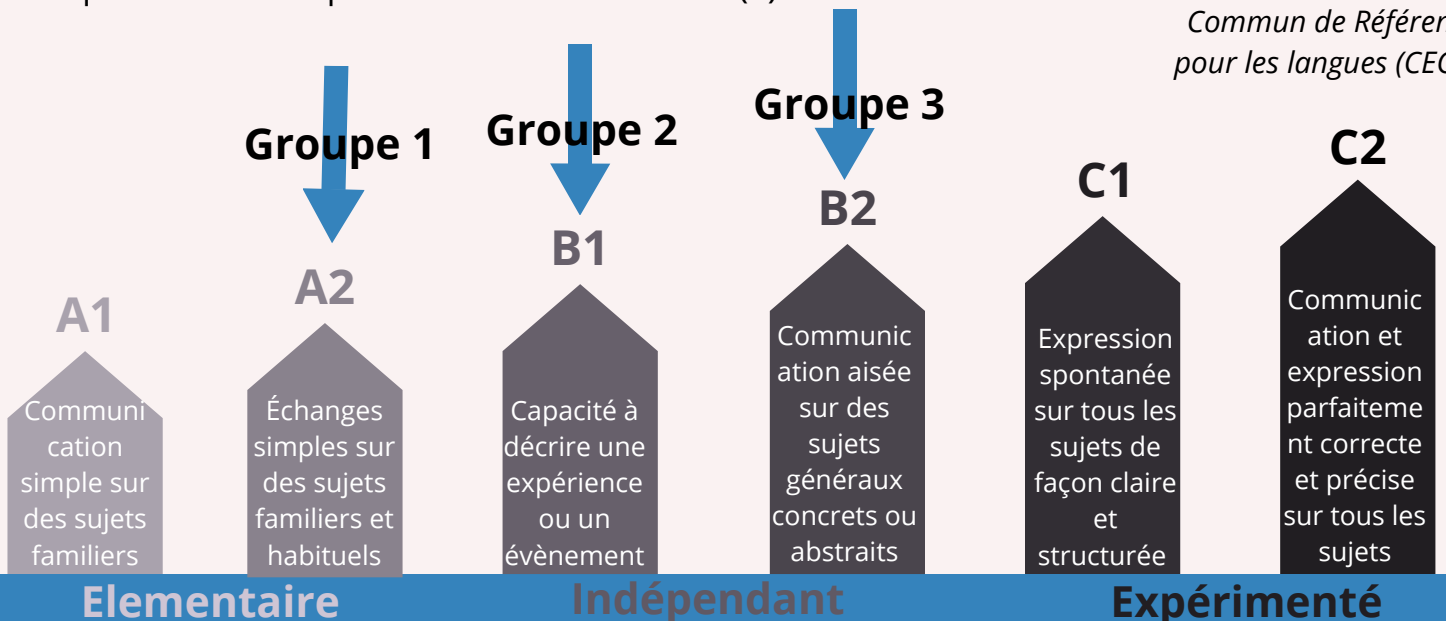 Commun de Référen
pour les langues (CEC
Groupe 1
Groupe 2
Groupe 3
A1
Communi
cation
simple sur
des sujets
familiers
A2
Échanges
simples sur
des sujets
familiers et
habituels
B1
Capacité à
décrire une
expérience
ou un
évènement
B2
Communic
ation aisée
sur des
sujets
généraux
concrets ou
abstraits
C1
Expression
spontanée
sur tous les
sujets de
façon claire
et
structurée
C2
Communic
ation et
expression
parfaiteme
nt correcte
et précise
sur tous les
sujets
Elementaire
Indépendant
Expérimenté